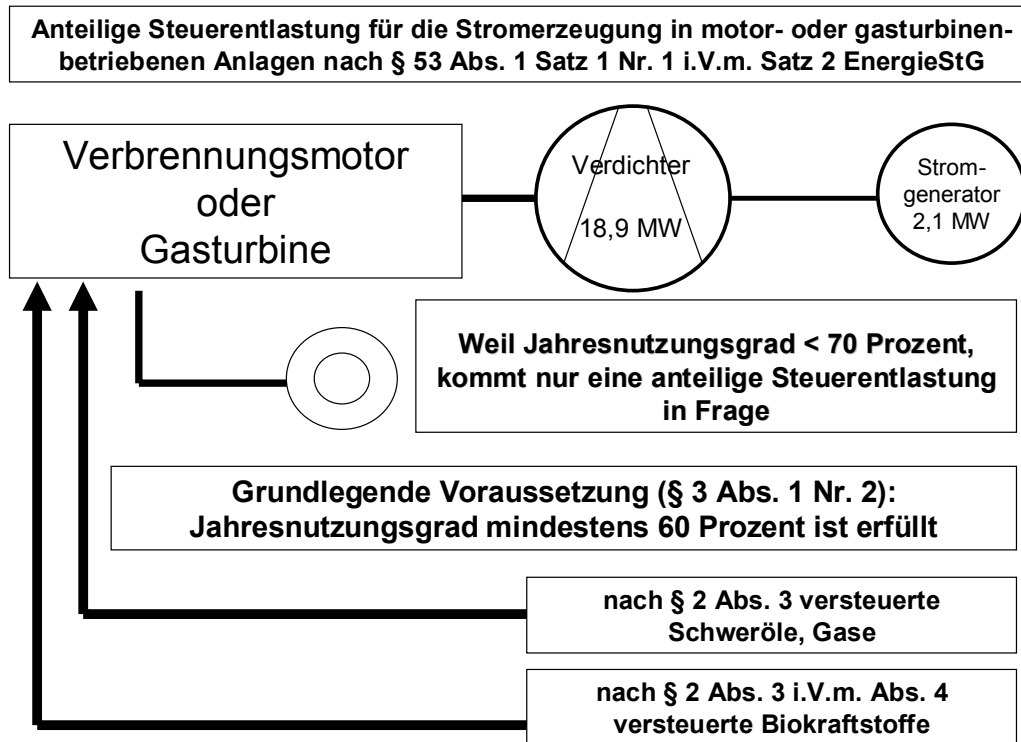 Anteilige Steuerentlastung für die Stromerzeugung in motor- oder gasturbinen-
betriebenen Anlagen nach § 53 Abs. 1 Satz 1 Nr. 1 i.V.m. Satz 2 EnergieStG
Verbrennungsmotor
oder
Gasturbine
Verdichter
18,9 MW
Strom-
generator
2,1 MW
Weil Jahresnutzungsgrad < 70 Prozent,
kommt nur eine anteilige Steuerentlastung
in Frage
Grundlegende Voraussetzung (§ 3 Abs. 1 Nr. 2):
Jahresnutzungsgrad mindestens 60 Prozent ist erfüllt
nach § 2 Abs. 3 versteuerte
Schweröle, Gase
nach § 2 Abs. 3 i.V.m. Abs. 4
versteuerte Biokraftstoffe